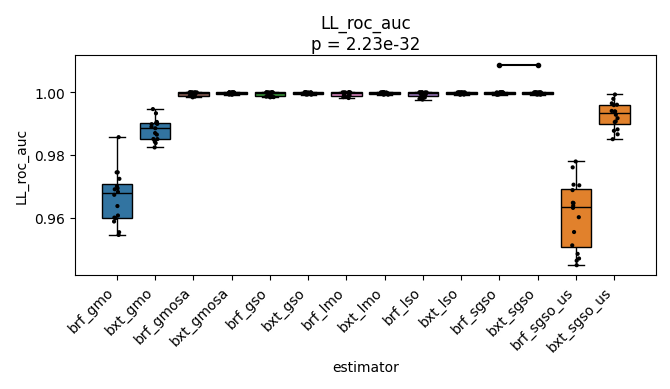 LL_roc_auc
p = 2.23e-32
LL_roc_auc
1.00
0.98
0.96
brf_gmo
bxt_gmo
brf_gmosa
bxt_gmosa
brf_gso
bxt_gso
brf_lmo
bxt_lmo
brf_lso
bxt_lso
brf_sgso
bxt_sgso
brf_sgso_us
bxt_sgso_us
estimator